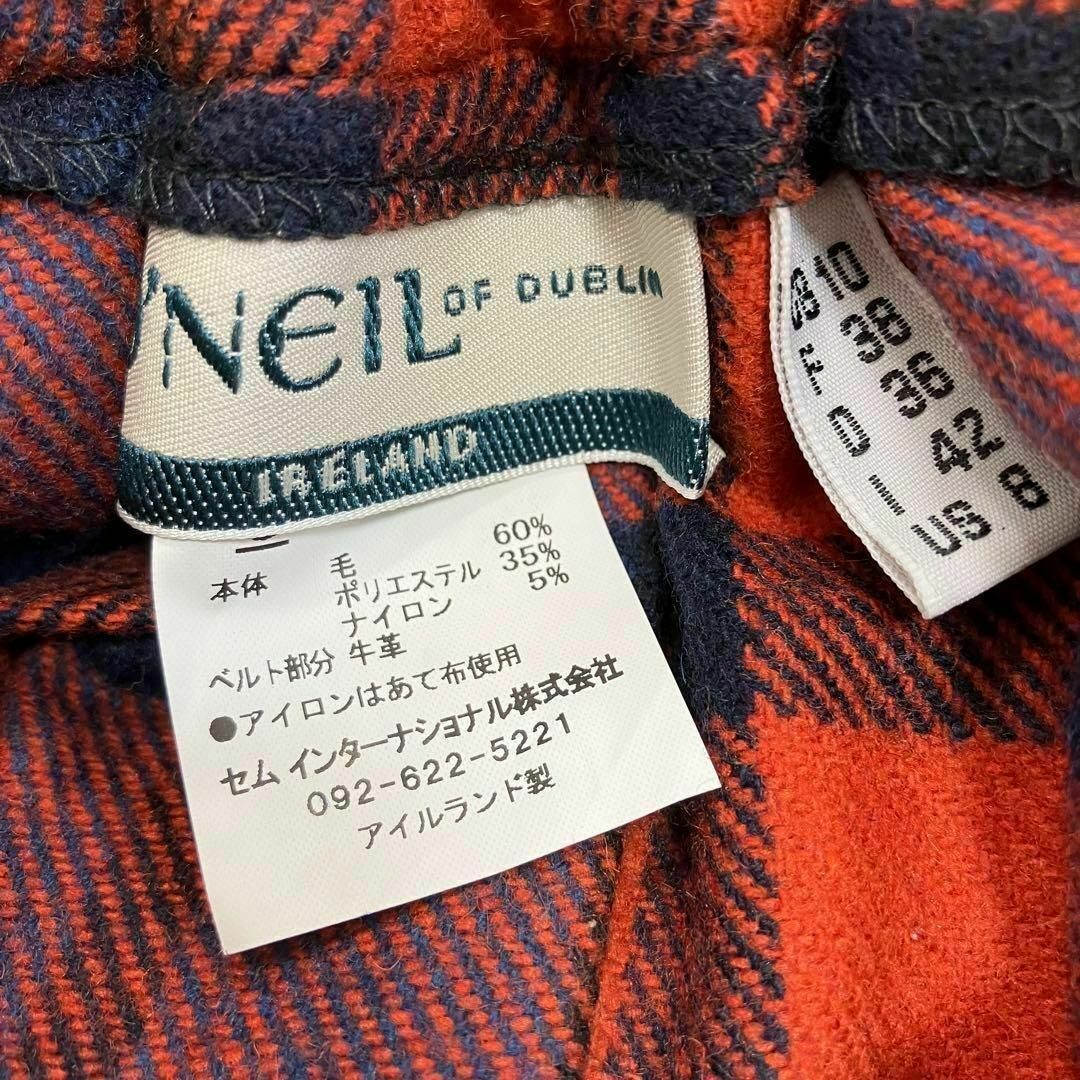 'NEIL OF DUBLIN
IRELAND
GB 10
F 38
D 36
I 42
US 8
本体 毛 60%
ポリエステル 35%
ナイロン 5%
ベルト部分 牛革
●アイロンはあて布使用
セム インターナショナル株式会社
092-622-5221
アイルランド製